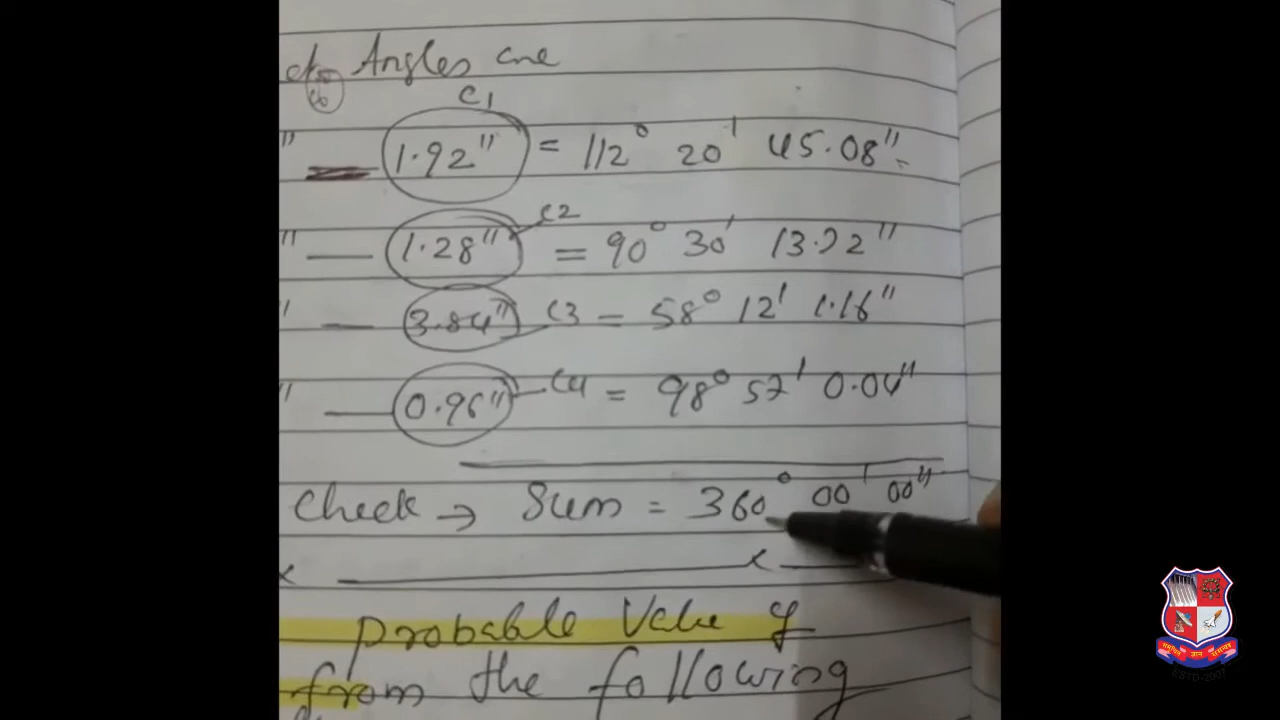 Angles are
C1
" — 1.92" = 112° 20' 45.08"
C2
" — 1.28" = 90° 30' 13.72"
' — 3.84" C3 = 58° 12' 1.16"
" — 0.96" C4 = 98° 57' 0.04"
Check → Sum = 360° 00' 00"
probable Value of
from the following
ESTD-2007